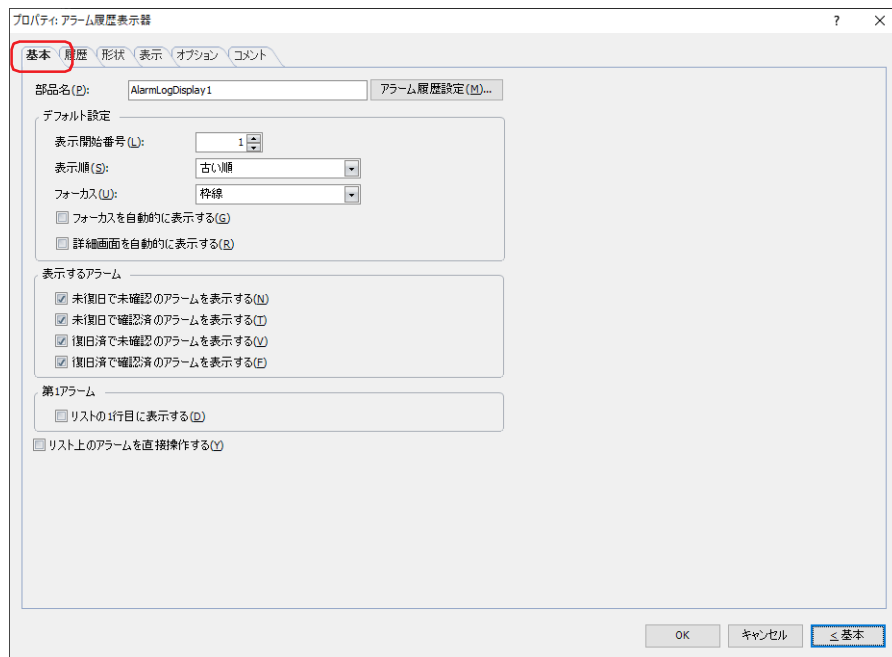 プロパティ: アラーム履歴表示器 ? ✕
基本 履歴 形状 表示 オプション コメント
部品名(P): AlarmLogDisplay1 アラーム履歴設定(M)...
デフォルト設定
表示開始番号(L): 1
表示順(S): 古い順
フォーカス(U): 枠線
フォーカスを自動的に表示する(G)
詳細画面を自動的に表示する(R)
表示するアラーム
未復旧で未確認のアラームを表示する(N)
未復旧で確認済のアラームを表示する(T)
復旧済で未確認のアラームを表示する(V)
復旧済で確認済のアラームを表示する(F)
第1アラーム
リストの1行目に表示する(D)
リスト上のアラームを直接操作する(Y)
OK キャンセル < 基本